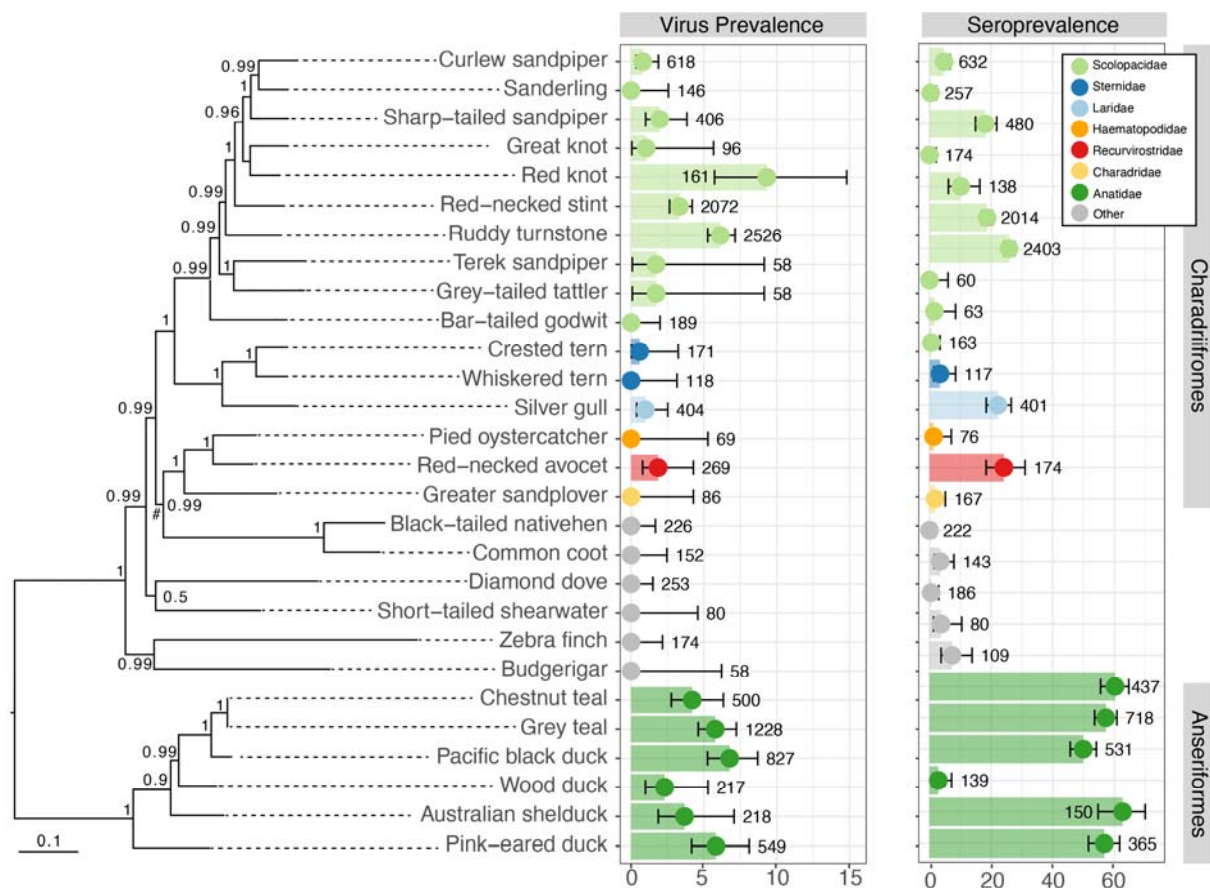 Virus Prevalence
Seroprevalence
Curlew sandpiper 618 632
Sanderling 146 257
Sharp-tailed sandpiper 406 480
Great knot 96 174
Red knot 161 138
Red-necked stint 2072 2014
Ruddy turnstone 2526 2403
Terek sandpiper 58 60
Grey-tailed tattler 58 63
Bar-tailed godwit 189 163
Crested tern 171 117
Whiskered tern 118
Silver gull 404 401
Pied oystercatcher 69 76
Red-necked avocet 269 174
Greater sandplover 86 167
Black-tailed nativehen 226 222
Common coot 152 143
Diamond dove 253 186
Short-tailed shearwater 80 80
Zebra finch 174 109
Budgerigar 58
Chestnut teal 500 437
Grey teal 1228 718
Pacific black duck 827 531
Wood duck 217 139
Australian shelduck 218 150
Pink-eared duck 549 365
Scolopacidae
Sternidae
Laridae
Haematopodidae
Recurvirostridae
Charadridae
Anatidae
Other
Charadriifromes
Anseriformes
0.99
1
0.96
1
0.99
0.99
0.99
1
1
1
1
0.99
1
1
0.99
#
1
1
0.5
0.99
1
1
0.99
0.9
1
0.1
0 5 10 15
0 20 40 60